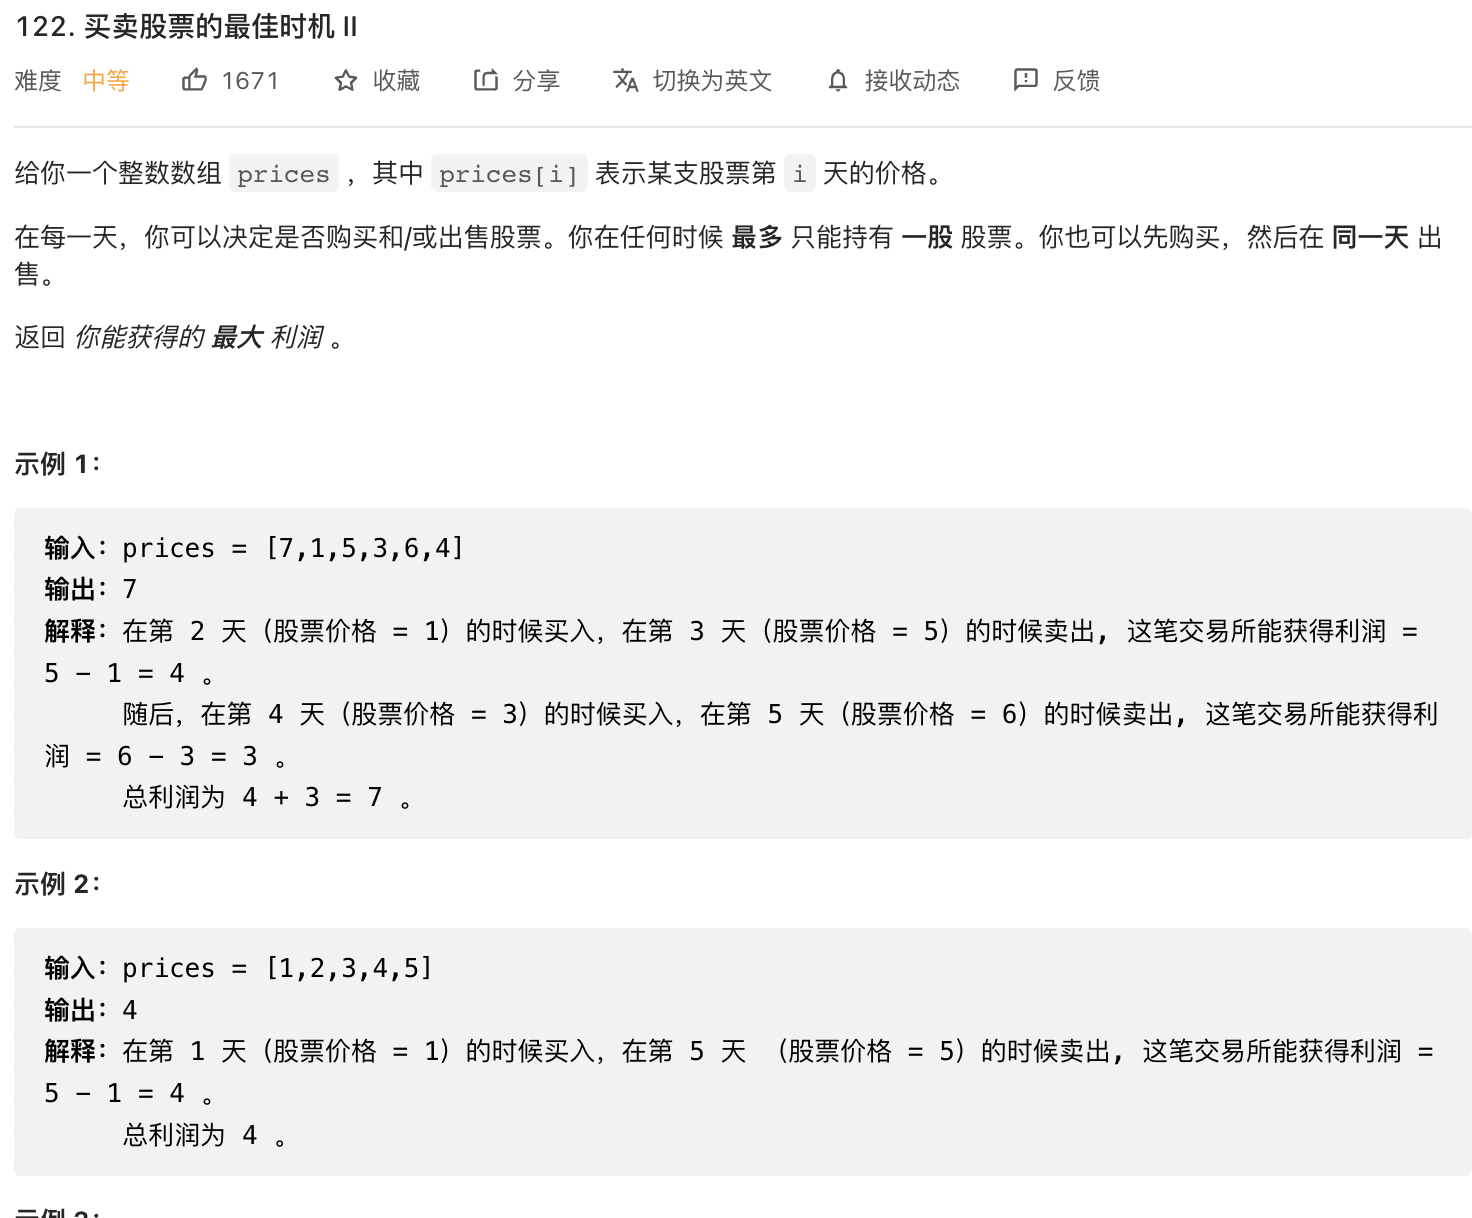 122. 买卖股票的最佳时机 II
难度 中等 1671 收藏 分享 切换为英文 接收动态 反馈
给你一个整数数组 prices ，其中 prices[i] 表示某支股票第 i 天的价格。
在每一天，你可以决定是否购买和/或出售股票。你在任何时候 最多 只能持有 一股 股票。你也可以先购买，然后在 同一天 出
售。
返回 你能获得的 最大 利润 。
示例 1：
输入：prices = [7,1,5,3,6,4]
输出：7
解释：在第 2 天（股票价格 = 1）的时候买入，在第 3 天（股票价格 = 5）的时候卖出, 这笔交易所能获得利润 =
5 - 1 = 4 。
随后，在第 4 天（股票价格 = 3）的时候买入，在第 5 天（股票价格 = 6）的时候卖出, 这笔交易所能获得利
润 = 6 - 3 = 3 。
总利润为 4 + 3 = 7 。
示例 2：
输入：prices = [1,2,3,4,5]
输出：4
解释：在第 1 天（股票价格 = 1）的时候买入，在第 5 天 （股票价格 = 5）的时候卖出, 这笔交易所能获得利润 =
5 - 1 = 4 。
总利润为 4 。
示例 3：